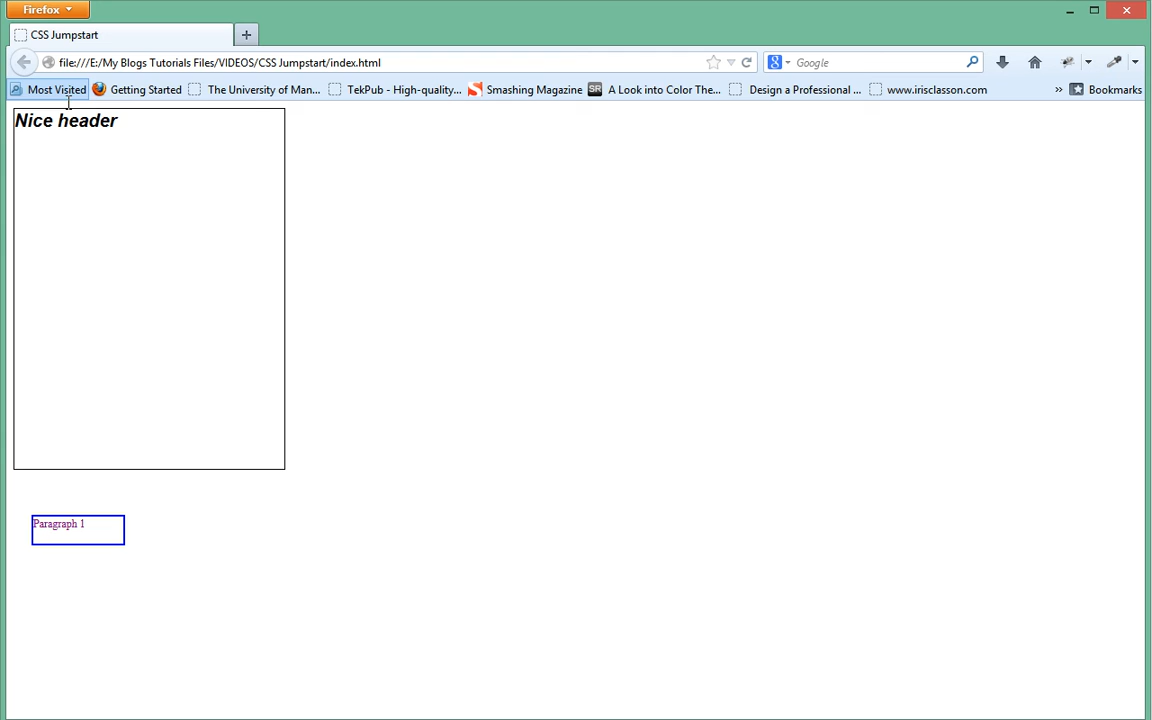 Firefox
CSS Jumpstart
file:///E:/My Blogs Tutorials Files/VIDEOS/CSS Jumpstart/index.html
Google
Most Visited Getting Started The University of Man... TekPub - High-quality... Smashing Magazine SR A Look into Color The... Design a Professional ... www.irisclasson.com » Bookmarks
Nice header
Paragraph 1